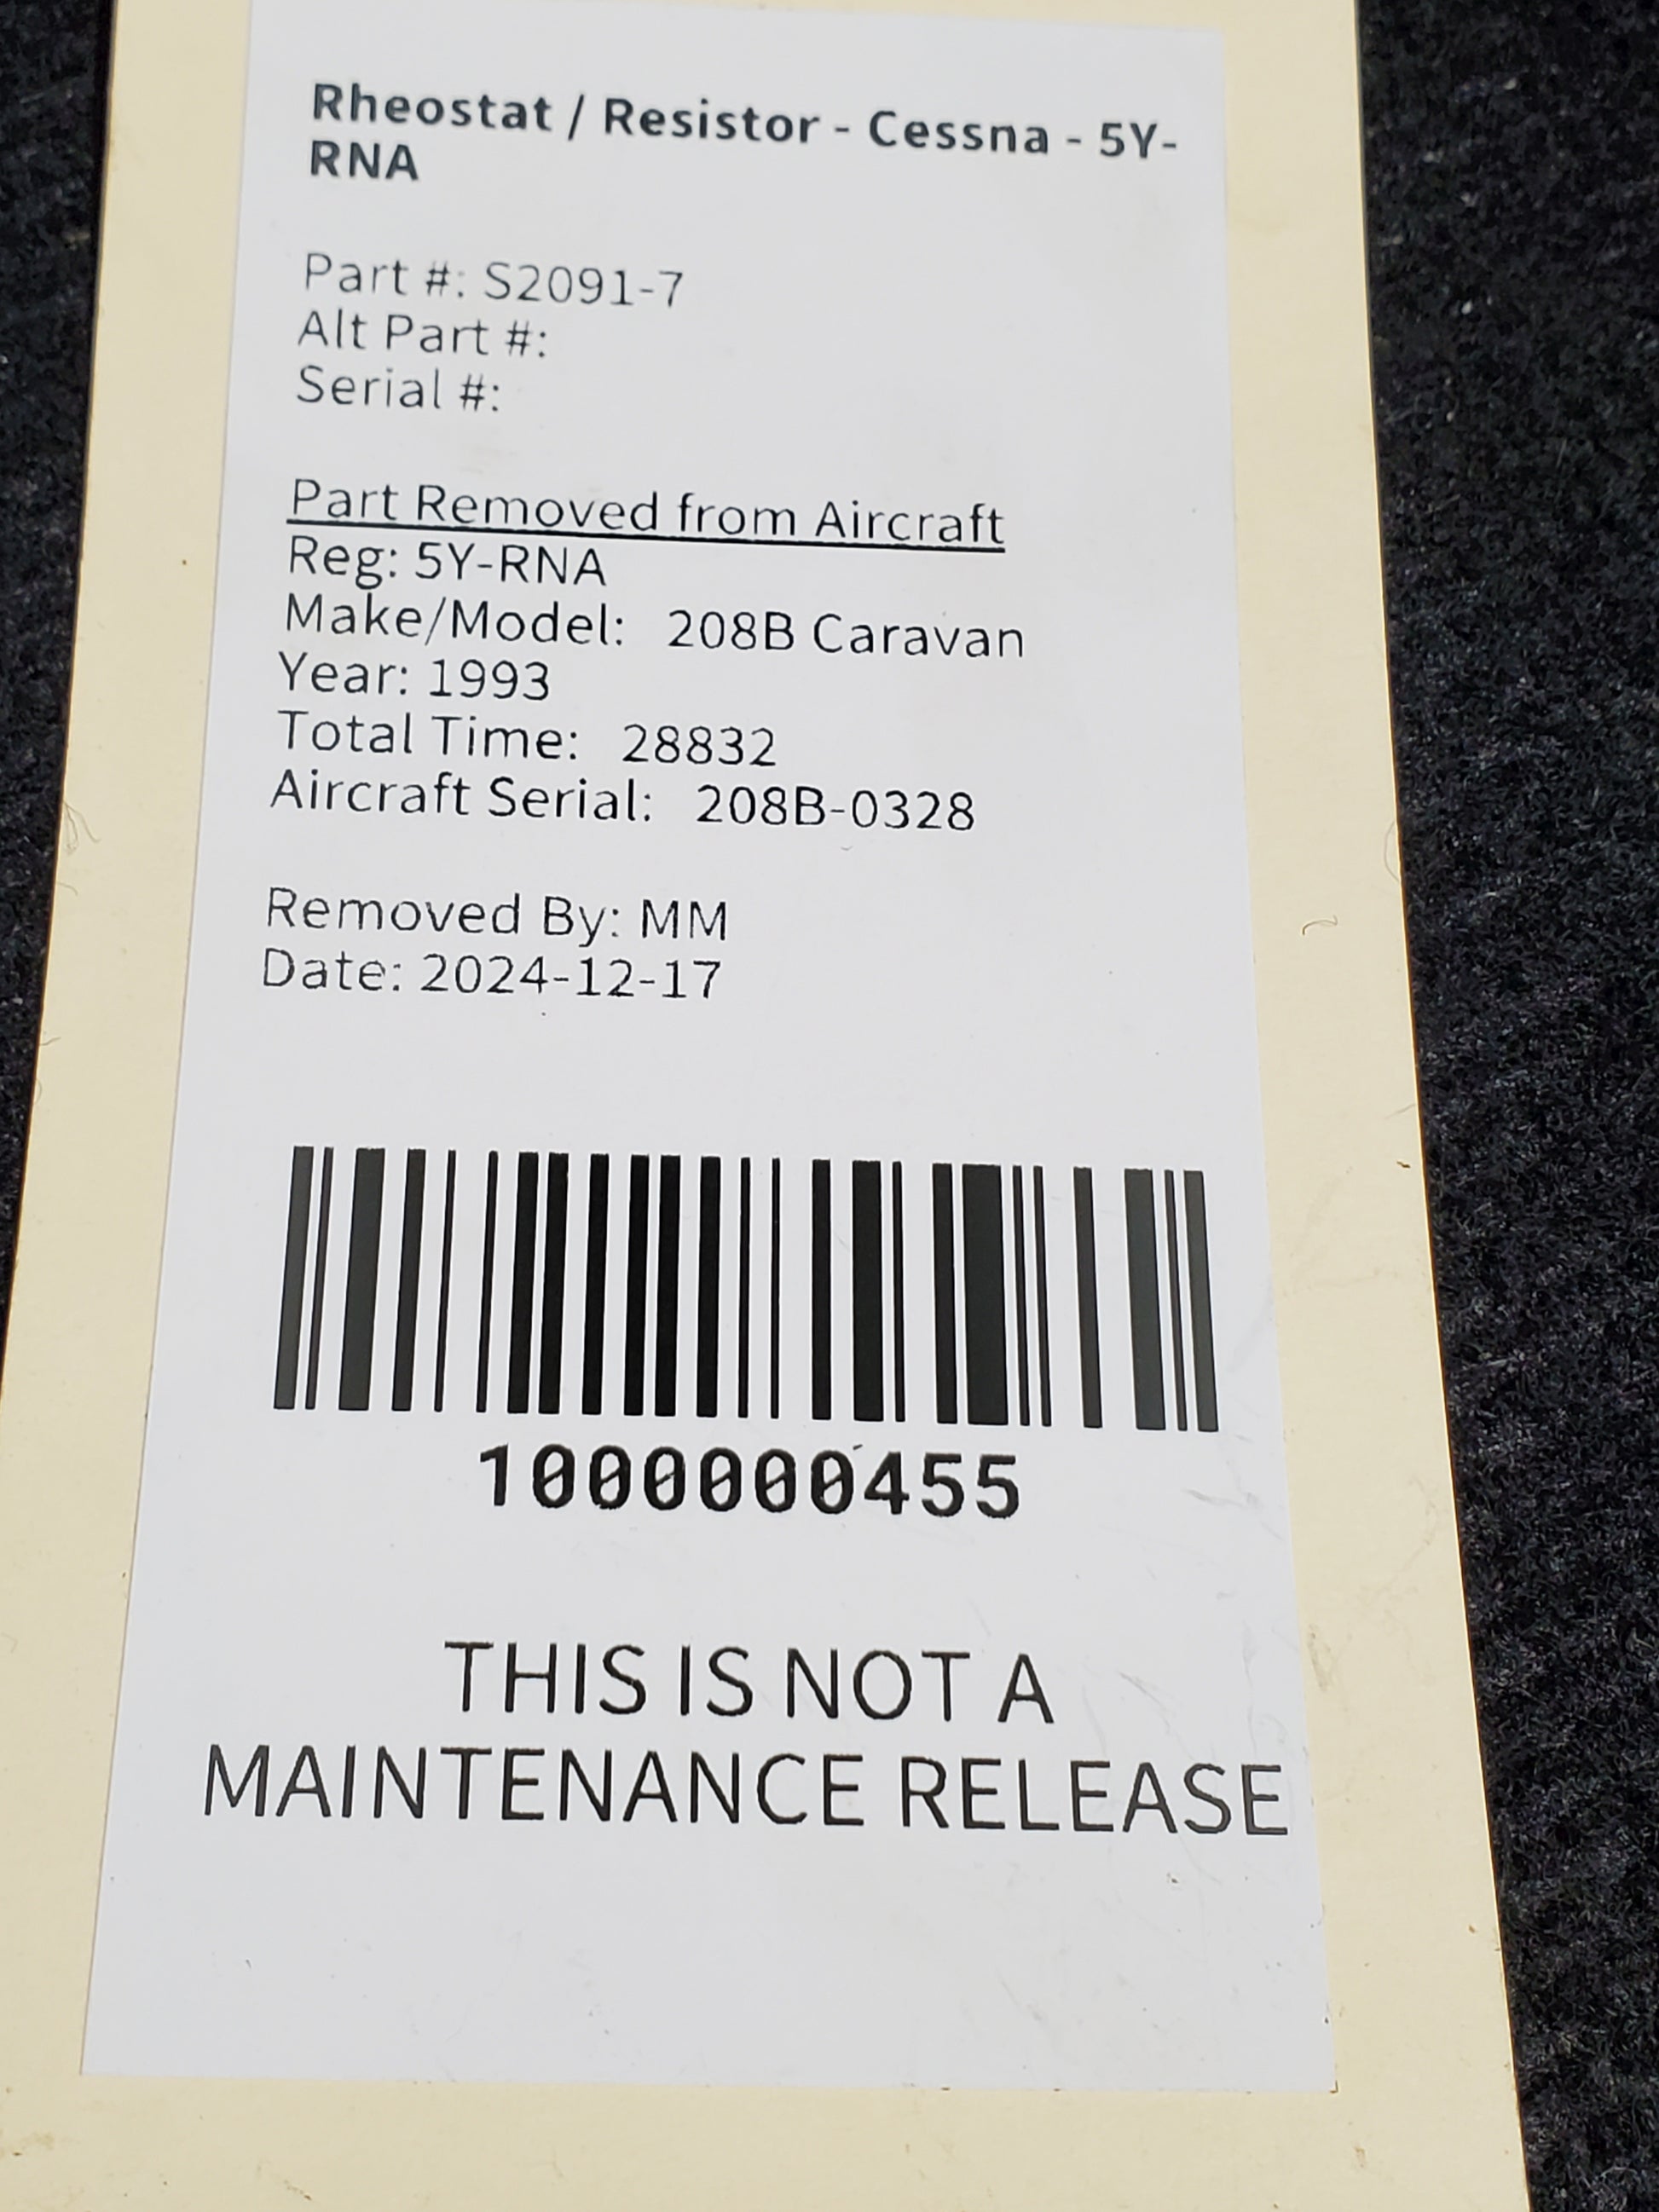 Rheostat / Resistor - Cessna - 5Y-
RNA
Part #: S2091-7
Alt Part #:
Serial #:
Part Removed from Aircraft
Reg: 5Y-RNA
Make/Model: 208B Caravan
Year: 1993
Total Time: 28832
Aircraft Serial: 208B-0328
Removed By: MM
Date: 2024-12-17
1000000455
THIS IS NOT A
MAINTENANCE RELEASE